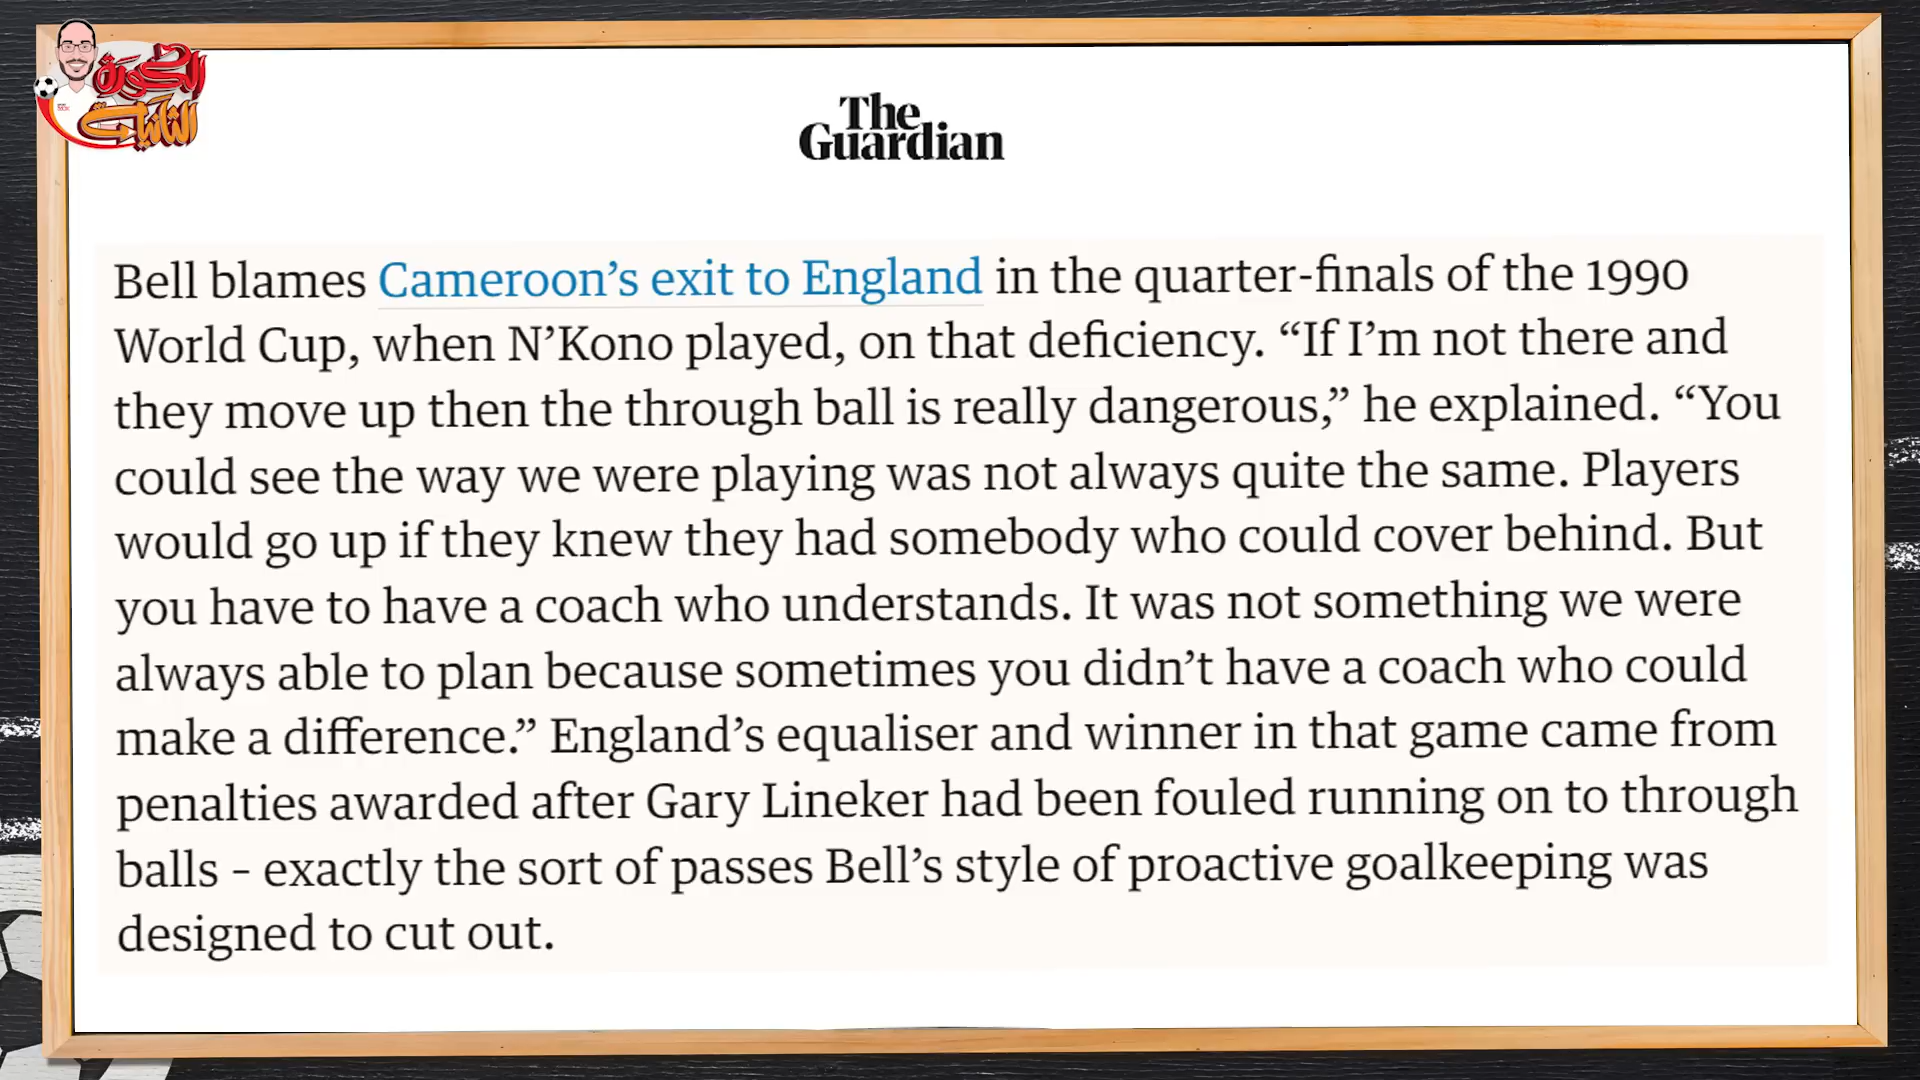 الكورة
التانية
The
Guardian
Bell blames Cameroon’s exit to England in the quarter-finals of the 1990
World Cup, when N’Kono played, on that deficiency. “If I’m not there and
they move up then the through ball is really dangerous,” he explained. “You
could see the way we were playing was not always quite the same. Players
would go up if they knew they had somebody who could cover behind. But
you have to have a coach who understands. It was not something we were
always able to plan because sometimes you didn’t have a coach who could
make a difference.” England’s equaliser and winner in that game came from
penalties awarded after Gary Lineker had been fouled running on to through
balls – exactly the sort of passes Bell’s style of proactive goalkeeping was
designed to cut out.